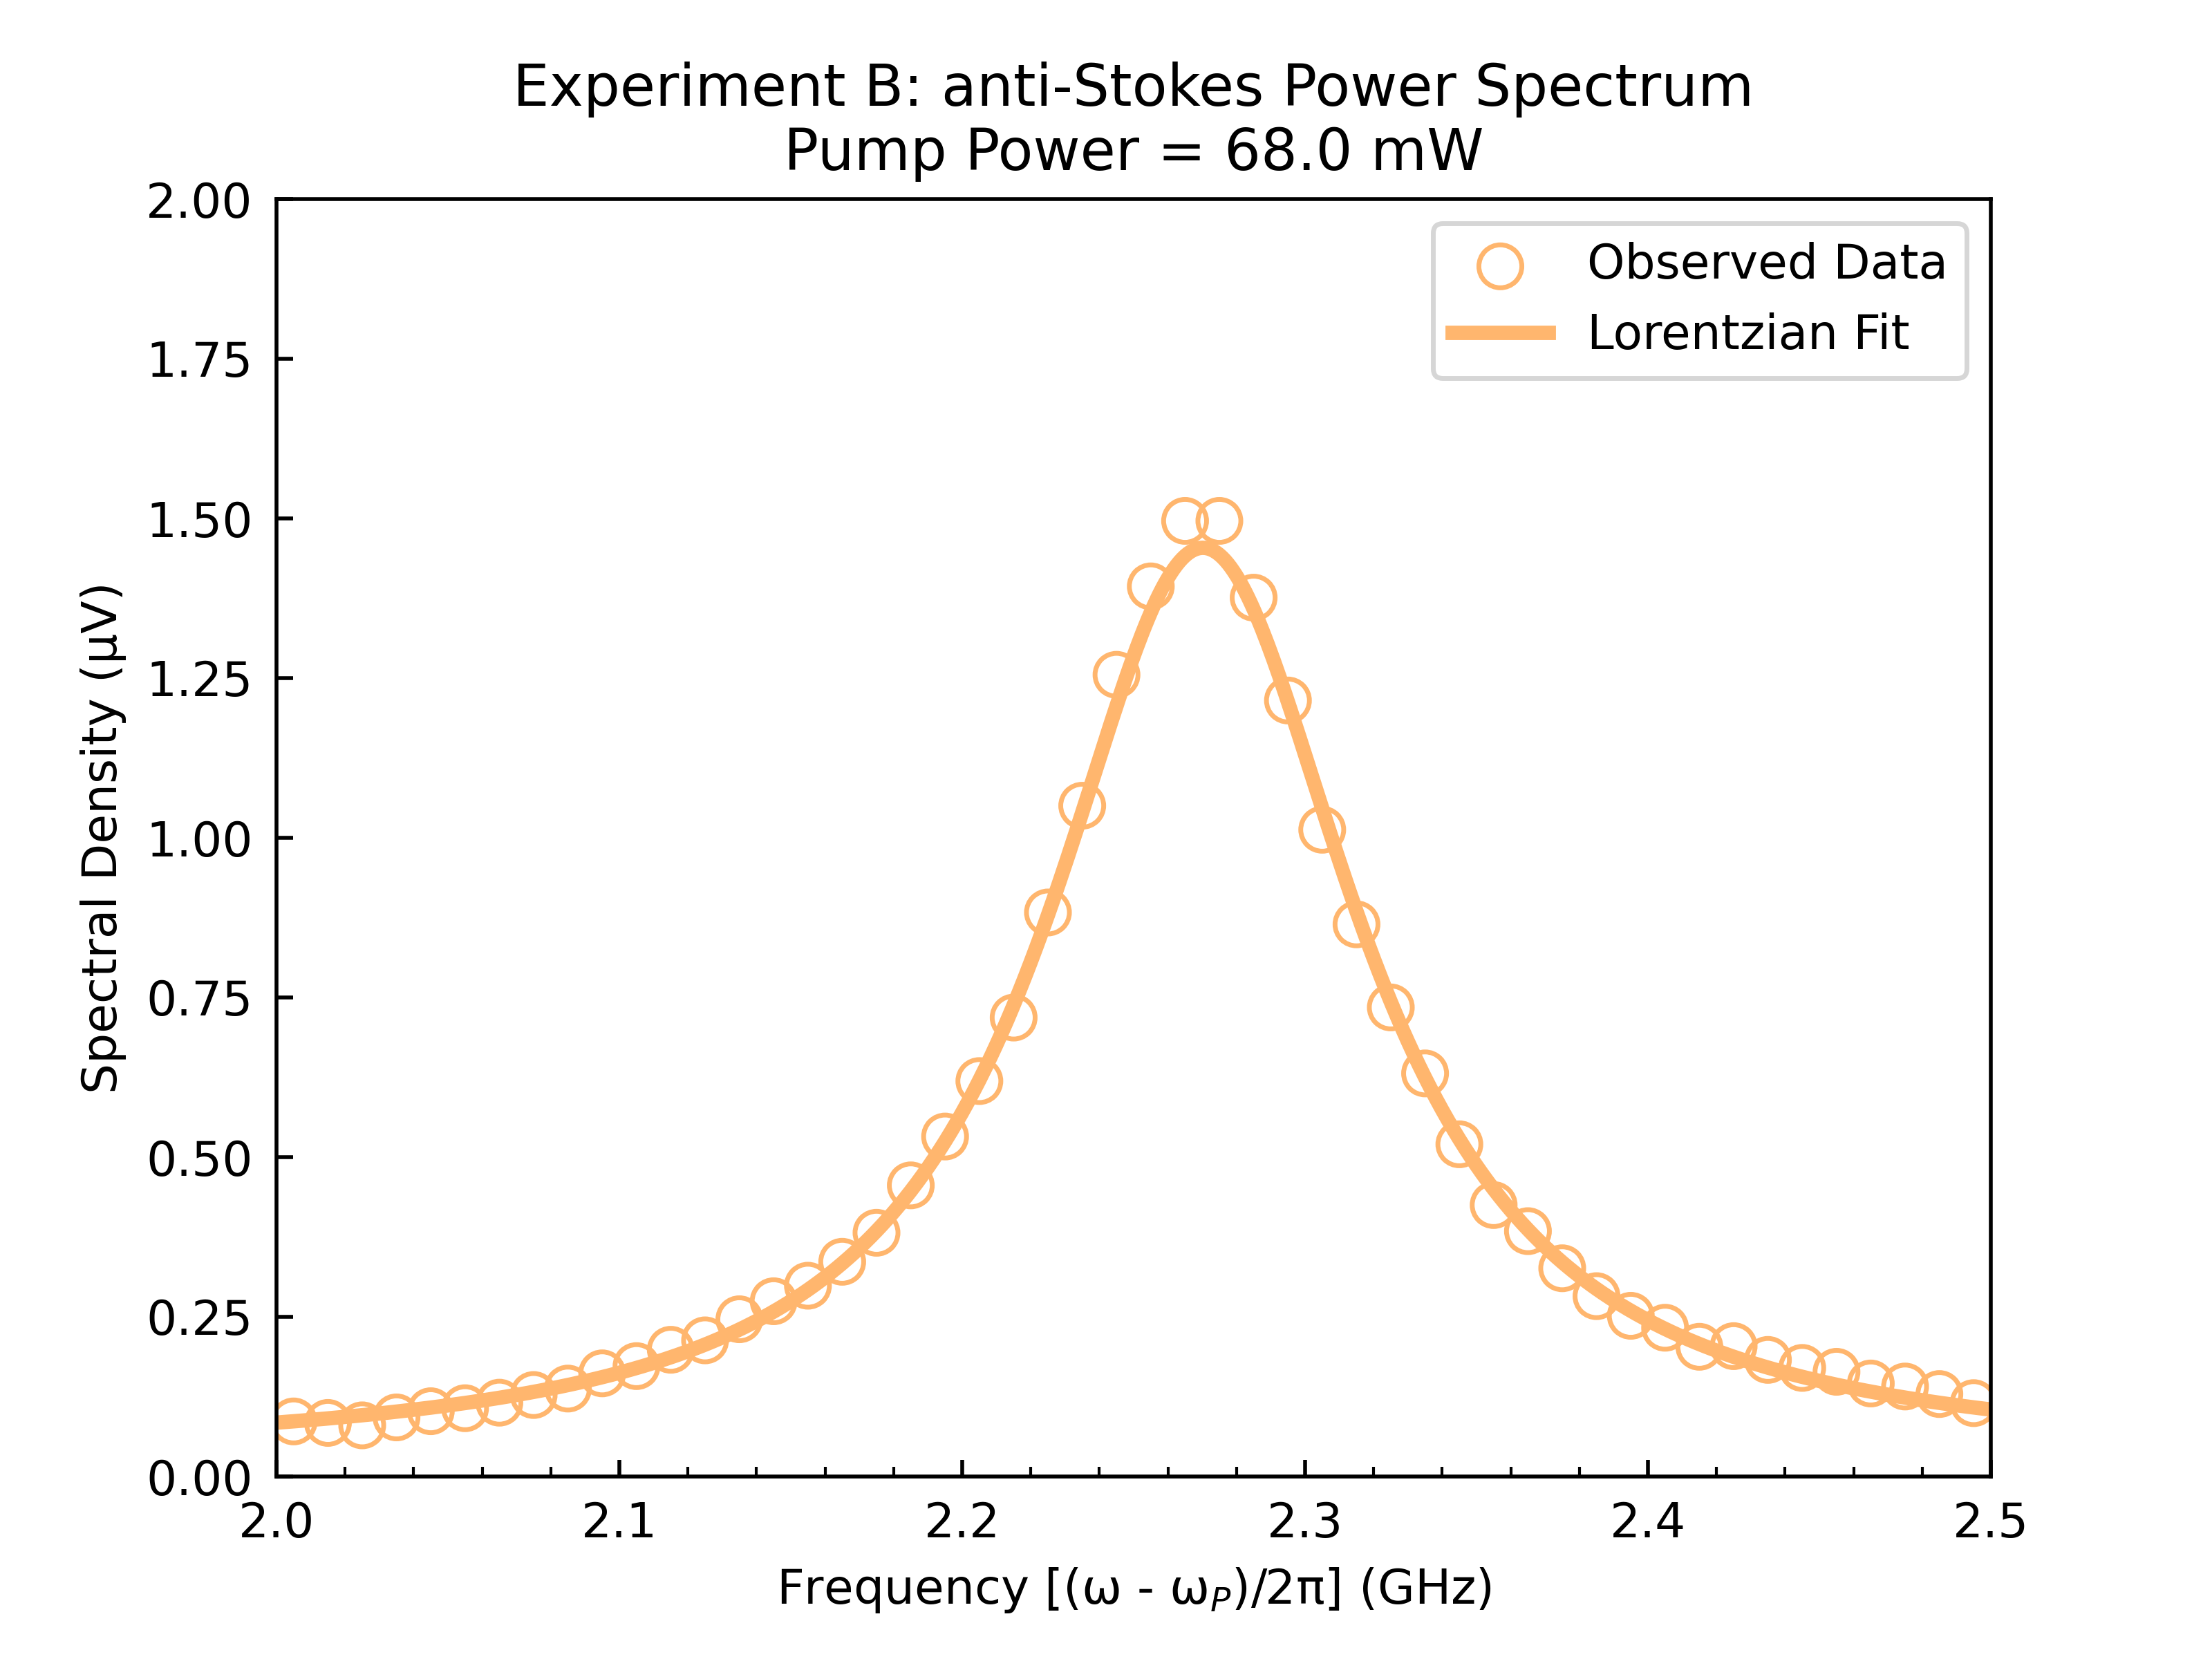 Experiment B: anti-Stokes Power Spectrum
Pump Power = 68.0 mW
Observed Data
Lorentzian Fit
Spectral Density (μV)
2.00
1.75
1.50
1.25
1.00
0.75
0.50
0.25
0.00
2.0 2.1 2.2 2.3 2.4 2.5
Frequency [(ω - ω_P)/2π] (GHz)